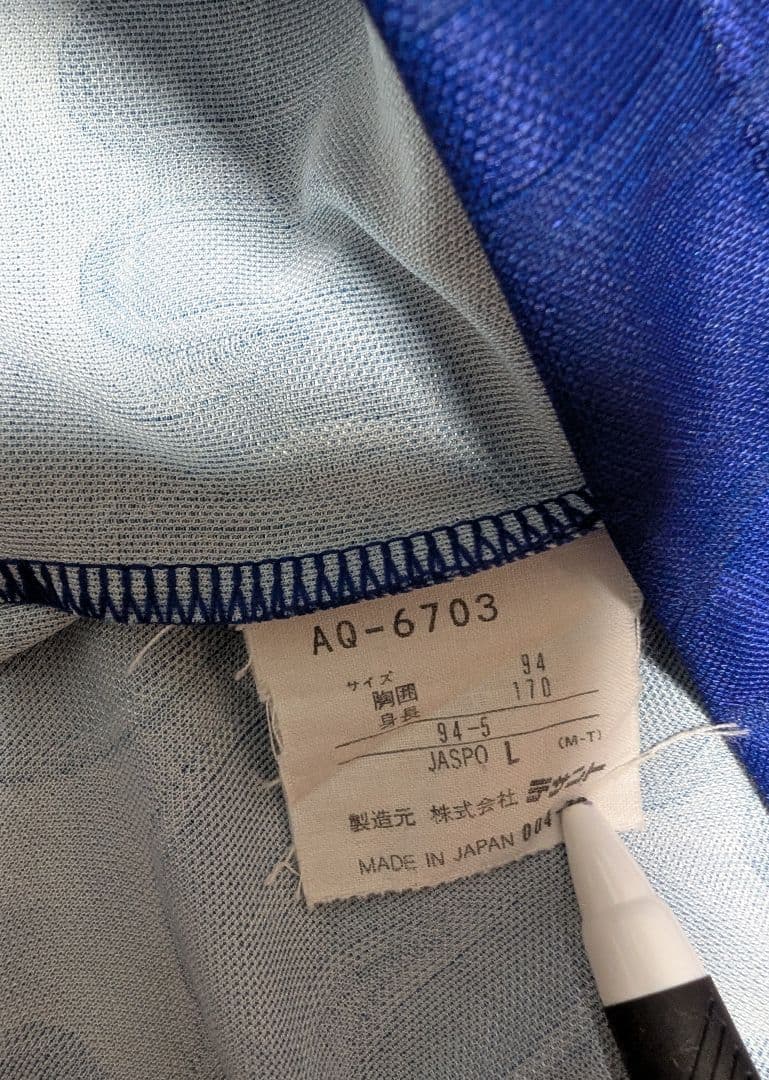 AQ-6703
サイズ
胸囲 94
身長 170
94-5
JASPO L (M-T)
製造元 株式会社 デサント
MADE IN JAPAN 004